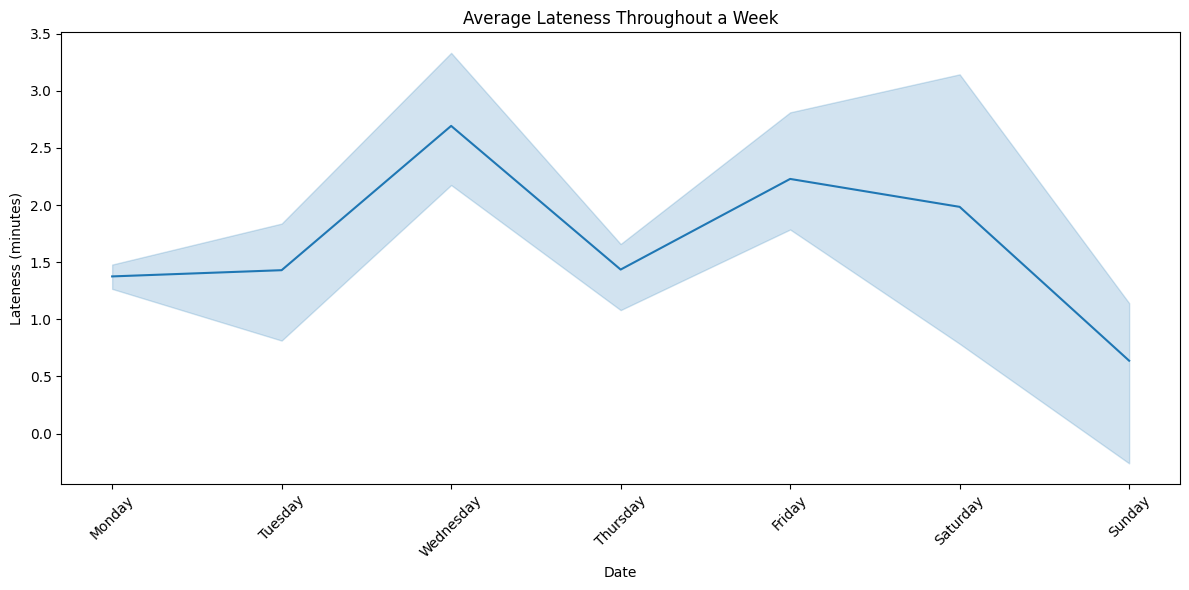 Average Lateness Throughout a Week
Lateness (minutes)
3.5
3.0
2.5
2.0
1.5
1.0
0.5
0.0
Monday
Tuesday
Wednesday
Thursday
Friday
Saturday
Sunday
Date